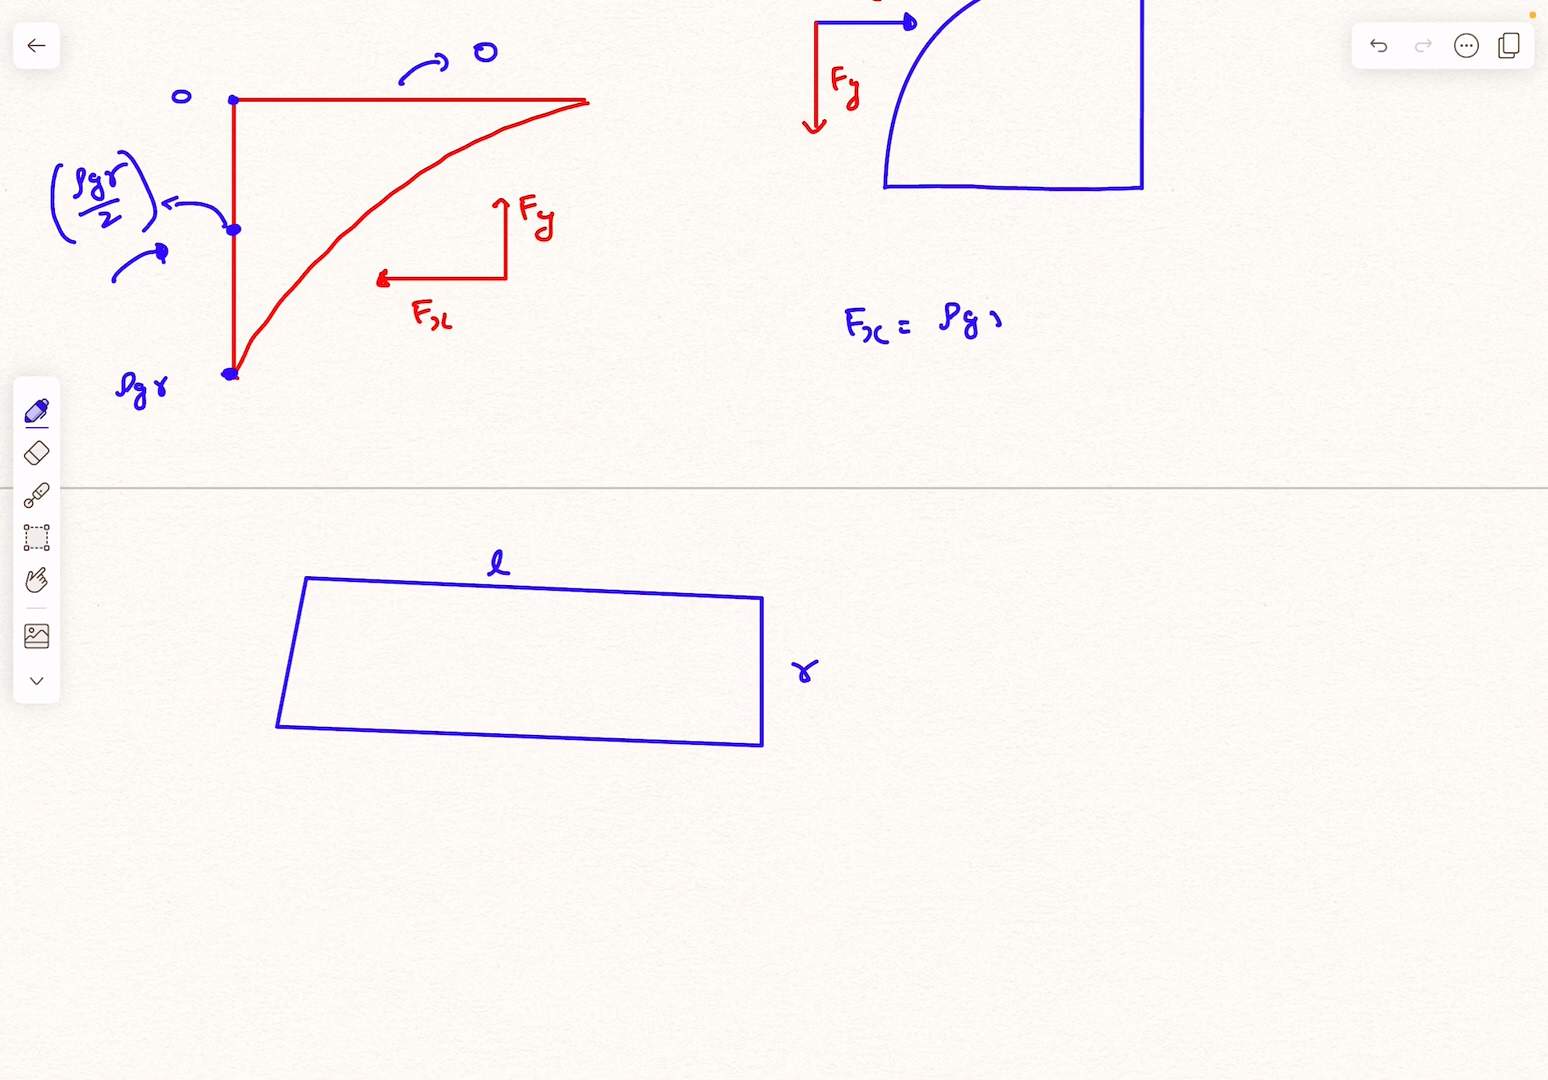 0
0
(ρgr/2)
Fy
Fx
ρgr
Fy
Fx = ρg
l
r